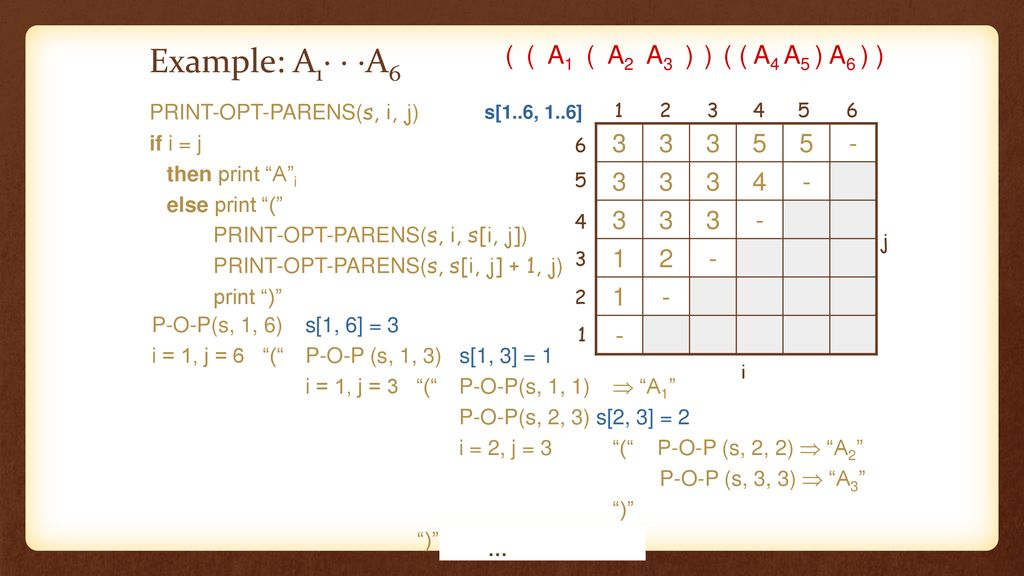 Example: A₁· · ·A₆
( ( A₁ ( A₂ A₃ ) ) ( ( A₄ A₅ ) A₆ ) )
PRINT-OPT-PARENS(s, i, j)
if i = j
then print “A”ᵢ
else print “(”
PRINT-OPT-PARENS(s, i, s[i, j])
PRINT-OPT-PARENS(s, s[i, j] + 1, j)
print “)”
s[1..6, 1..6] 1 2 3 4 5 6
6 3 3 3 5 5 -
5 3 3 3 4 -
4 3 3 3 -
3 1 2 -
2 1 -
1 -
j
i
P-O-P(s, 1, 6) s[1, 6] = 3
i = 1, j = 6 “(“ P-O-P (s, 1, 3) s[1, 3] = 1
i = 1, j = 3 “(“ P-O-P(s, 1, 1) ⇒ “A₁”
P-O-P(s, 2, 3) s[2, 3] = 2
i = 2, j = 3 “(“ P-O-P (s, 2, 2) ⇒ “A₂”
P-O-P (s, 3, 3) ⇒ “A₃”
“)”
“)”
...